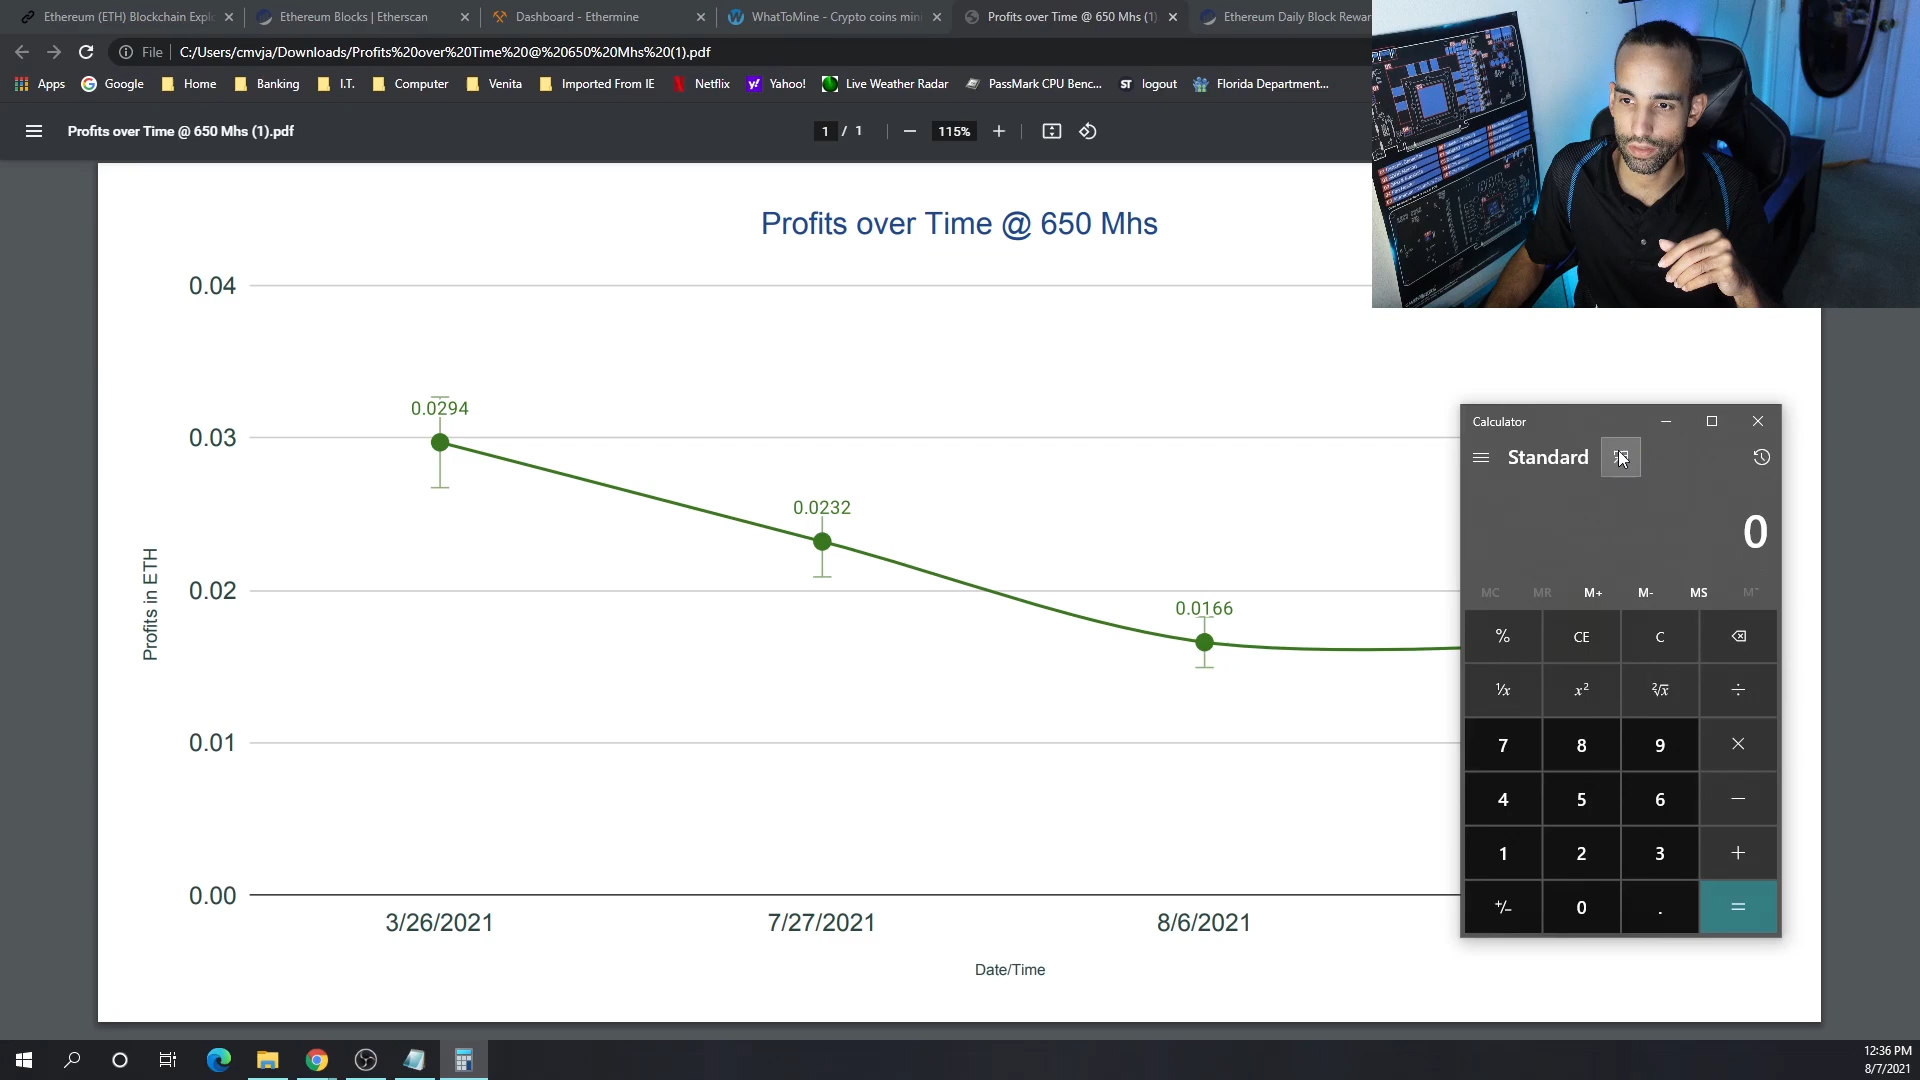 Ethereum (ETH) Blockchain Expl
Ethereum Blocks | Etherscan
Dashboard - Ethermine
WhatToMine - Crypto coins mini
Profits over Time @ 650 Mhs (1)
Ethereum Daily Block Rewar
File
C:/Users/cmvja/Downloads/Profits%20over%20Time%20@%20650%20Mhs%20(1).pdf
Apps
Google
Home
Banking
I.T.
Computer
Venita
Imported From IE
Netflix
Yahoo!
Live Weather Radar
PassMark CPU Benc...
ST logout
Florida Department...
Profits over Time @ 650 Mhs (1).pdf
1 / 1
115%
Profits over Time @ 650 Mhs
0.04
0.03
0.02
0.01
0.00
Profits in ETH
0.0294
0.0232
0.0166
3/26/2021
7/27/2021
8/6/2021
Date/Time
Calculator
Standard
0
MC MR M+ M- MS M˅
% CE C
¹/x x² ²√x ÷
7 8 9 ×
4 5 6 −
1 2 3 +
+/- 0 . =
12:36 PM
8/7/2021